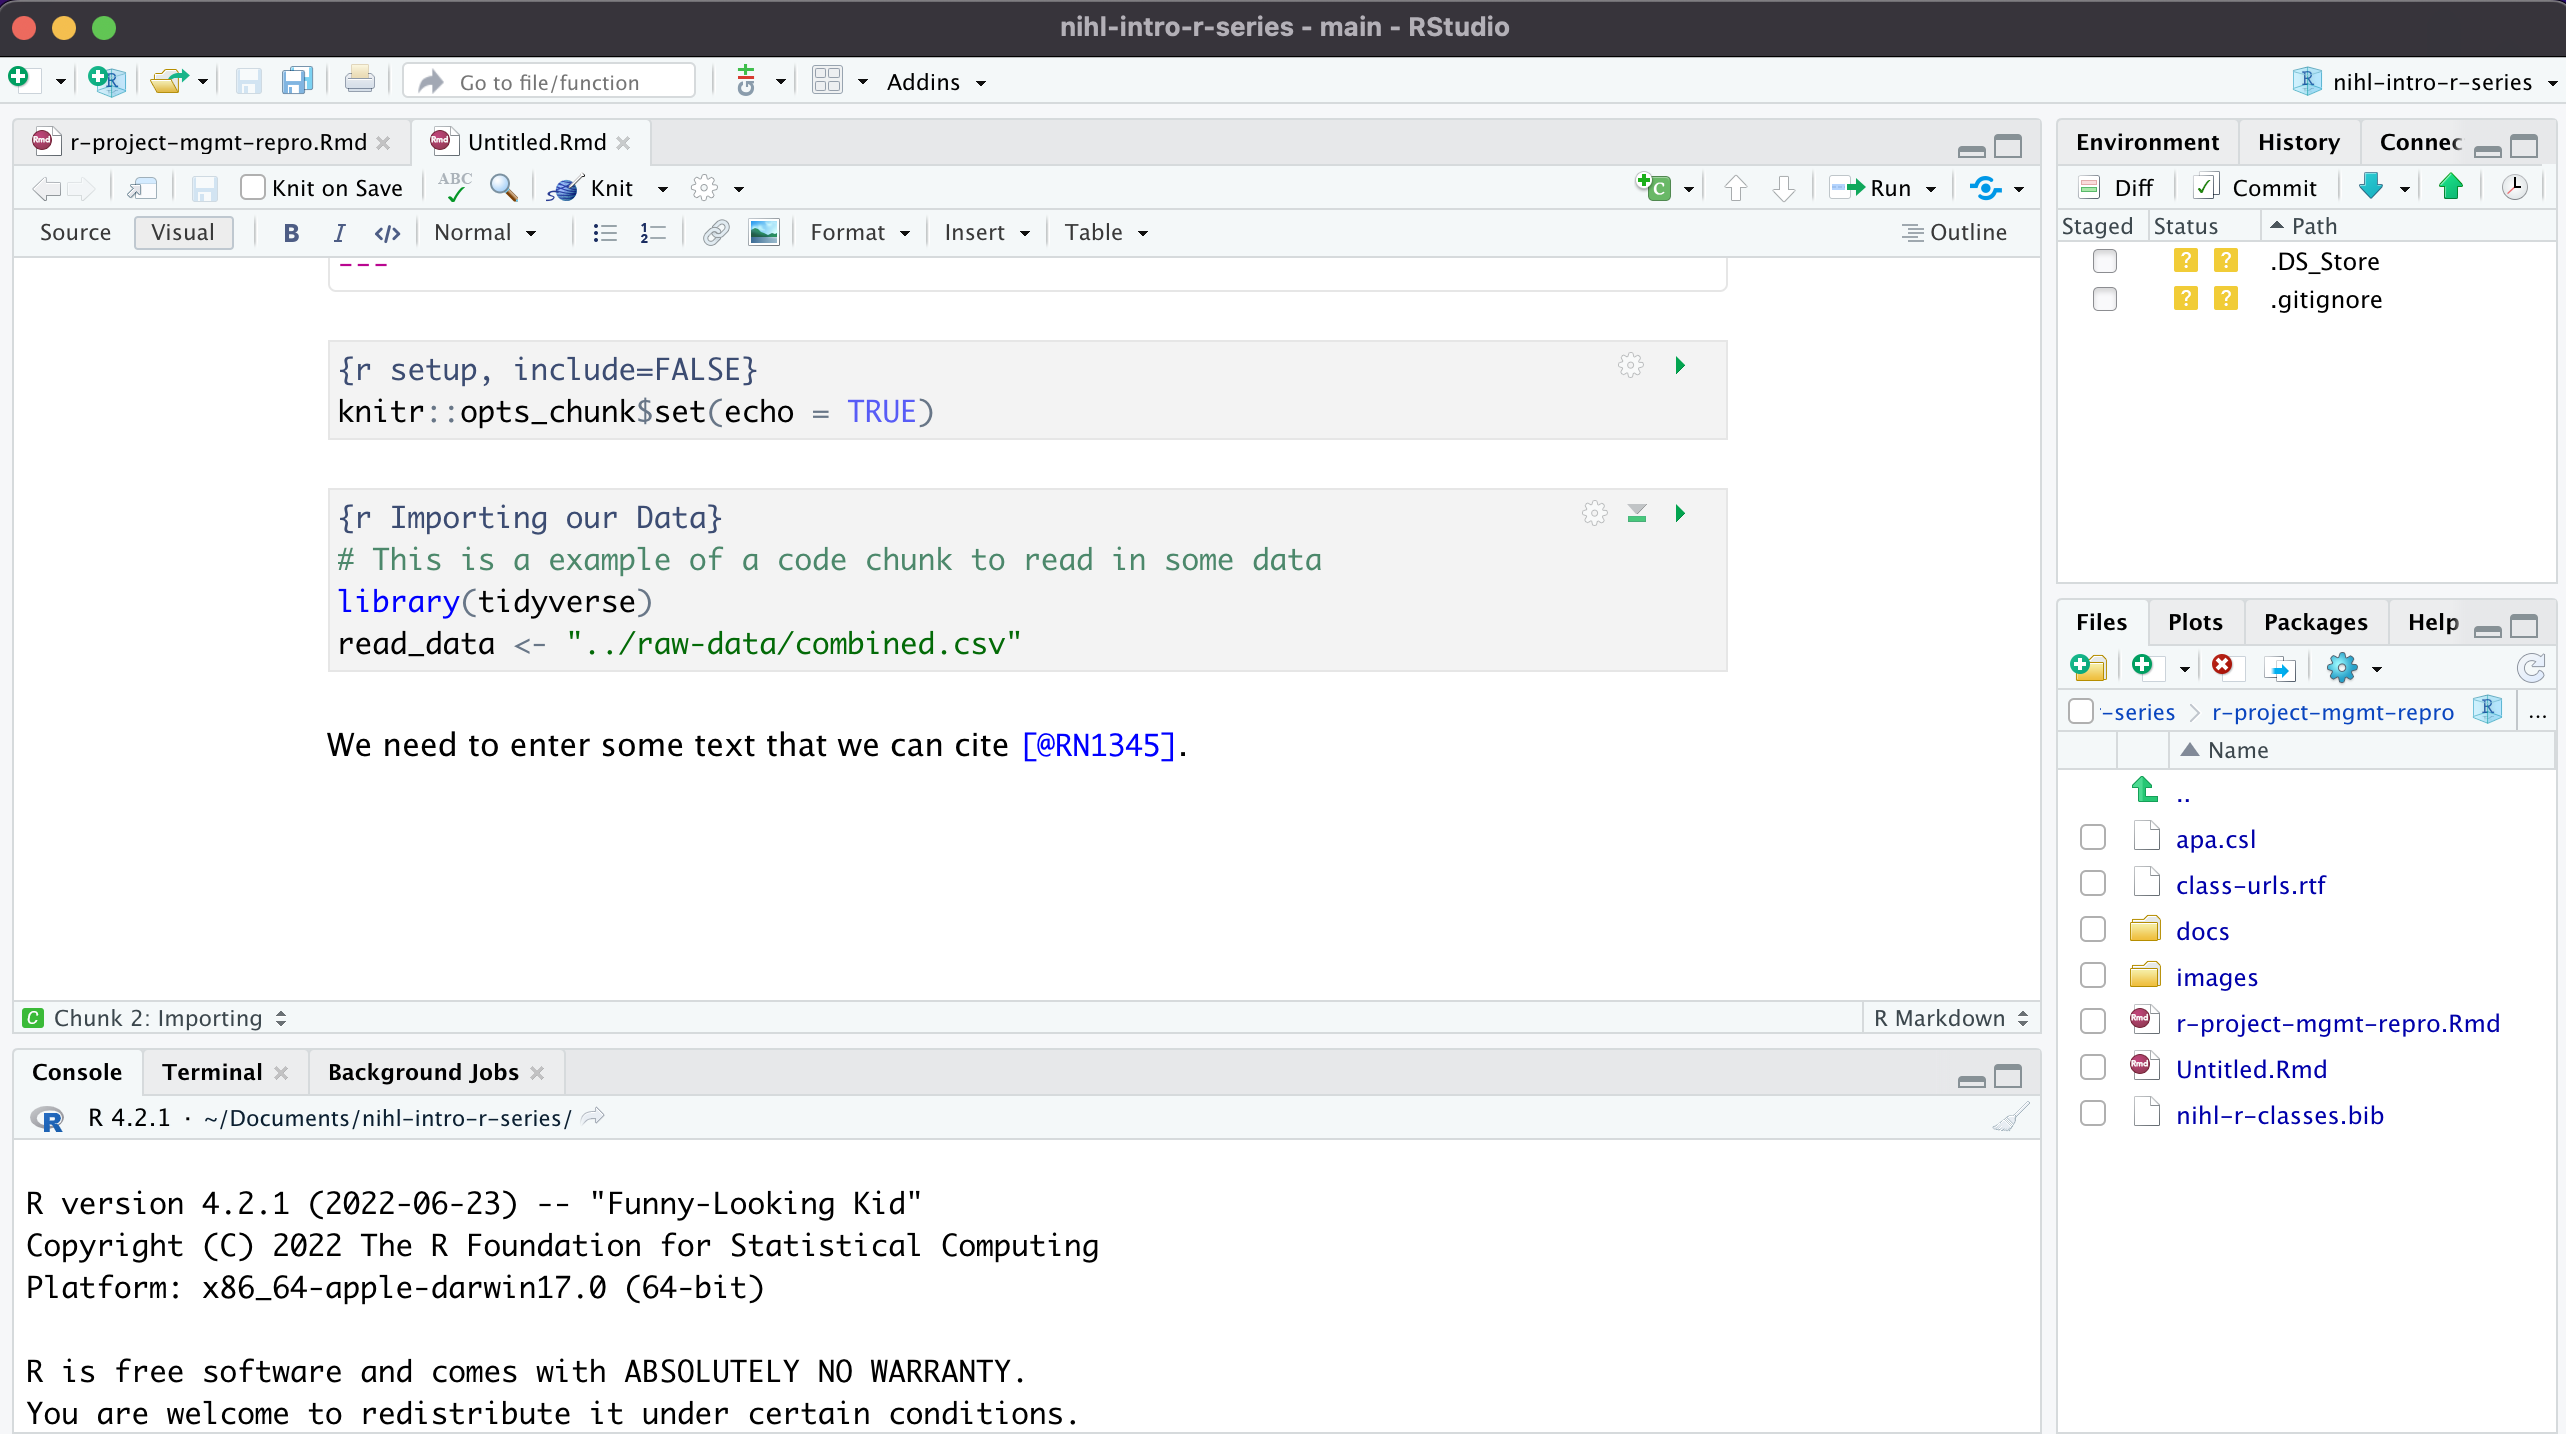 nihl-intro-r-series - main - RStudio
Go to file/function
Addins
nihl-intro-r-series
r-project-mgmt-repro.Rmd
Untitled.Rmd
Knit on Save
ABC
Knit
Run
Source
Visual
B
I
</>
Normal
Format
Insert
Table
Outline
---
{r setup, include=FALSE}
knitr::opts_chunk$set(echo = TRUE)
{r Importing our Data}
# This is a example of a code chunk to read in some data
library(tidyverse)
read_data <- "../raw-data/combined.csv"
We need to enter some text that we can cite [@RN1345].
Chunk 2: Importing
R Markdown
Console
Terminal
Background Jobs
R 4.2.1 · ~/Documents/nihl-intro-r-series/
R version 4.2.1 (2022-06-23) -- "Funny-Looking Kid"
Copyright (C) 2022 The R Foundation for Statistical Computing
Platform: x86_64-apple-darwin17.0 (64-bit)
R is free software and comes with ABSOLUTELY NO WARRANTY.
You are welcome to redistribute it under certain conditions.
Environment
History
Connec
Diff
Commit
Staged
Status
Path
? ? .DS_Store
? ? .gitignore
Files
Plots
Packages
Help
-series
r-project-mgmt-repro
...
Name
..
apa.csl
class-urls.rtf
docs
images
r-project-mgmt-repro.Rmd
Untitled.Rmd
nihl-r-classes.bib